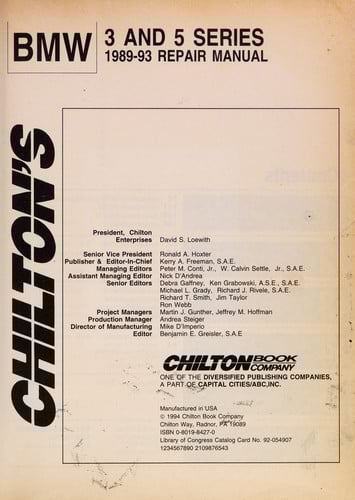 BMW
3 AND 5 SERIES
1989-93 REPAIR MANUAL
CHILTON'S
President, Chilton
Enterprises David S. Loewith
Senior Vice President Ronald A. Hoxter
Publisher & Editor-In-Chief Kerry A. Freeman, S.A.E.
Managing Editors Peter M. Conti, Jr., W. Calvin Settle, Jr., S.A.E.
Assistant Managing Editor Nick D'Andrea
Senior Editors Debra Gaffney, Ken Grabowski, A.S.E., S.A.E.
Michael L. Grady, Richard J. Rivele, S.A.E.
Richard T. Smith, Jim Taylor
Ron Webb
Project Managers Martin J. Gunther, Jeffrey M. Hoffman
Production Manager Andrea Steiger
Director of Manufacturing Mike D'Imperio
Editor Benjamin E. Greisler, S.A.E
CHILTON BOOK
COMPANY
ONE OF THE DIVERSIFIED PUBLISHING COMPANIES,
A PART OF CAPITAL CITIES/ABC,INC.
Manufactured in USA
© 1994 Chilton Book Company
Chilton Way, Radnor, PA 19089
ISBN 0-8019-8427-0
Library of Congress Catalog Card No. 92-054907
1234567890 2109876543